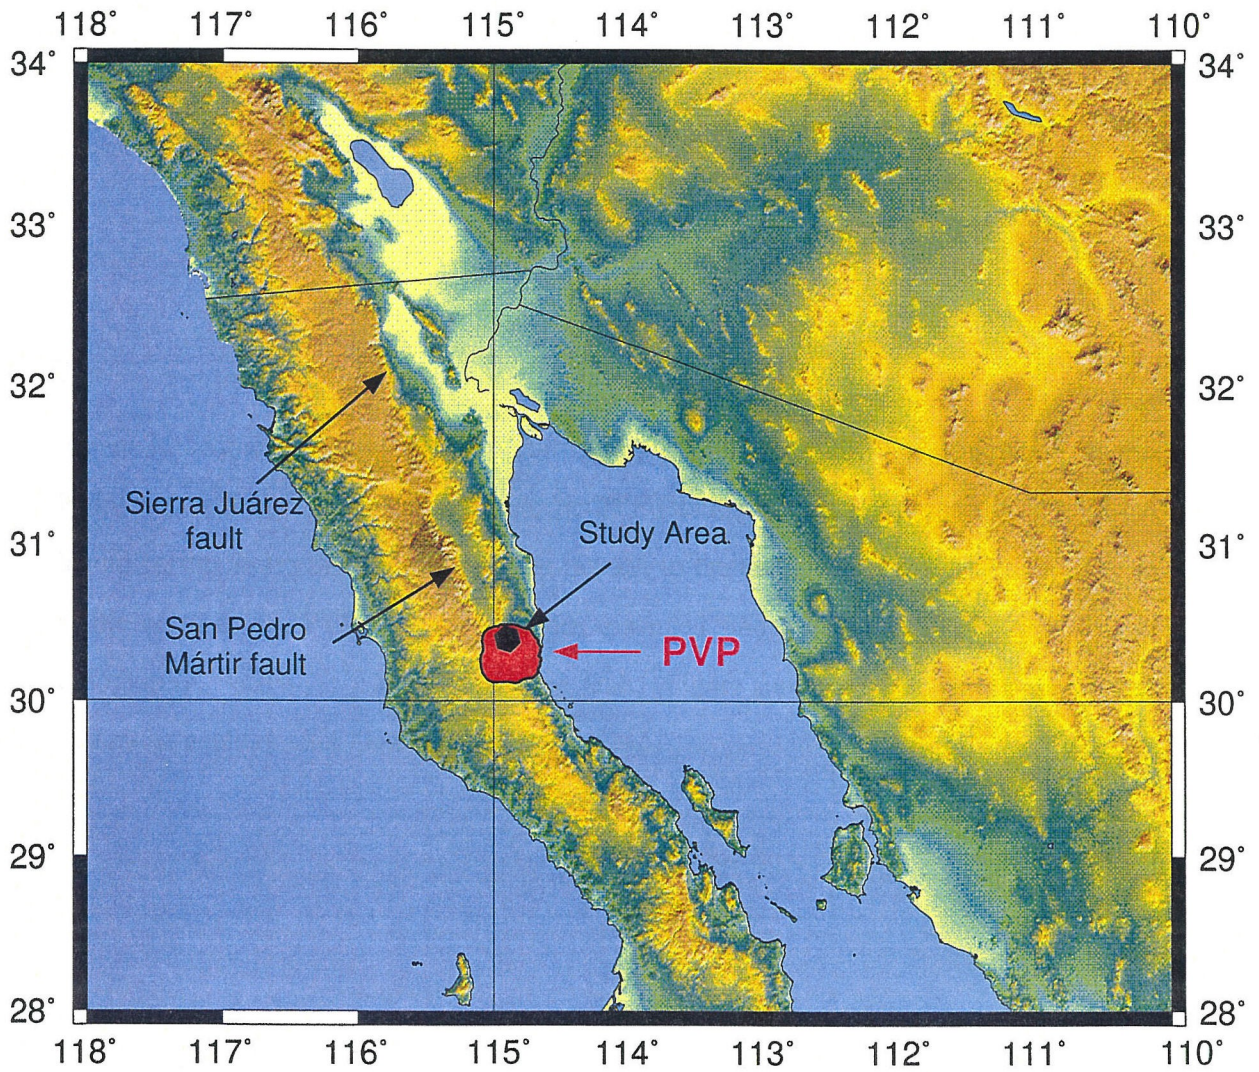 118° 117° 116° 115° 114° 113° 112° 111° 110°
34° 34°
33° 33°
32° 32°
Sierra Juárez
fault
Study Area
31° 31°
San Pedro
Mártir fault
PVP
30° 30°
29° 29°
28° 28°
118° 117° 116° 115° 114° 113° 112° 111° 110°